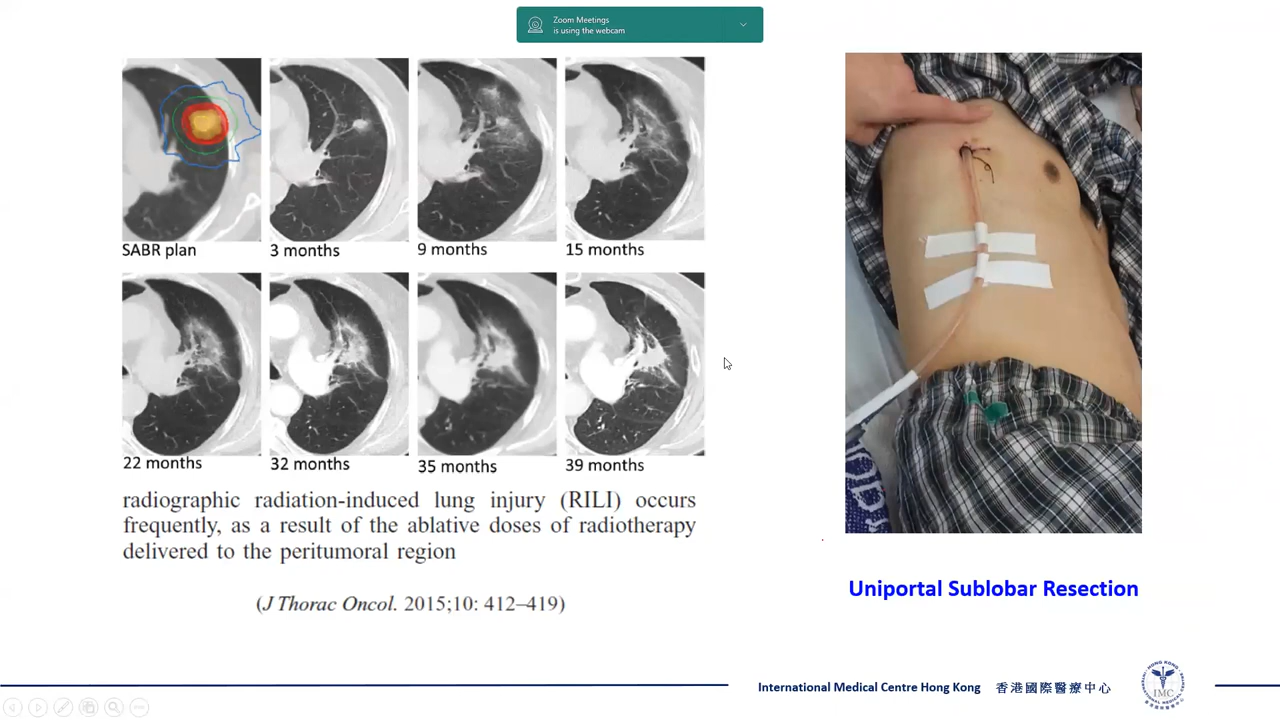 Zoom Meetings
is using the webcam
SABR plan
3 months
9 months
15 months
22 months
32 months
35 months
39 months
radiographic radiation-induced lung injury (RILI) occurs
frequently, as a result of the ablative doses of radiotherapy
delivered to the peritumoral region
(J Thorac Oncol. 2015;10: 412–419)
Uniportal Sublobar Resection
International Medical Centre Hong Kong 香港國際醫療中心
IMC